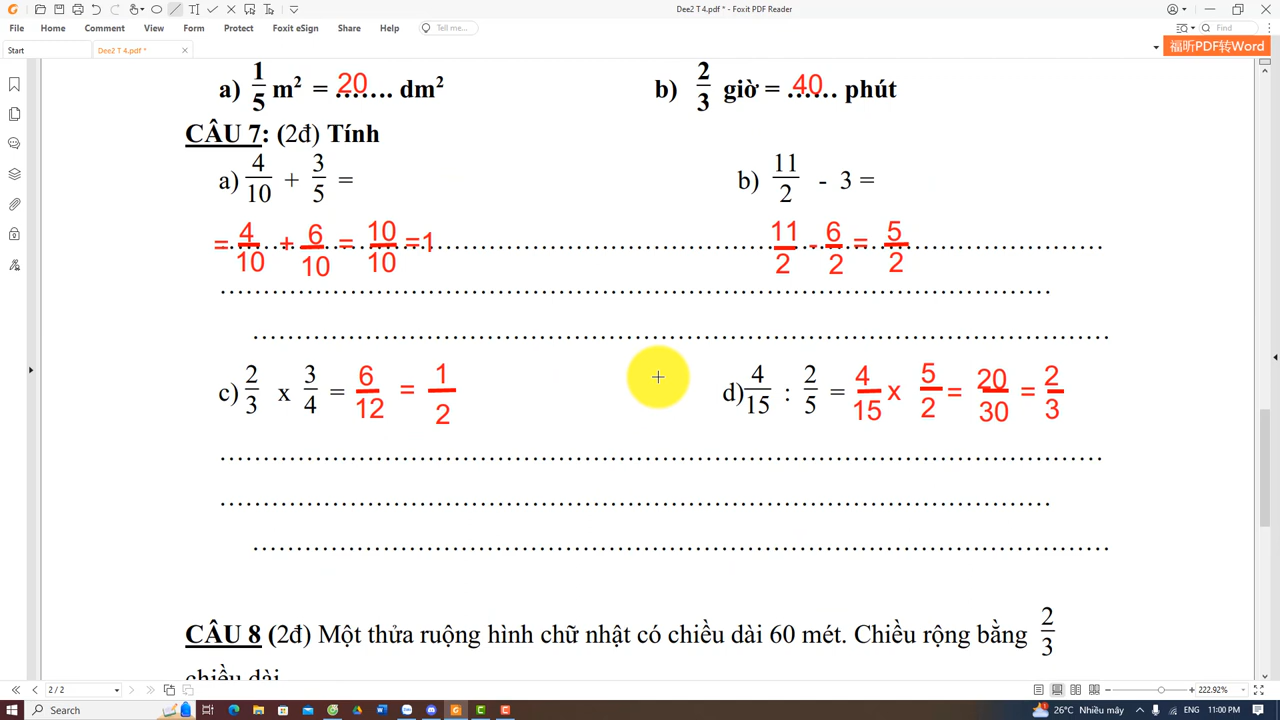 Dee2 T 4.pdf * - Foxit PDF Reader
File Home Comment View Form Protect Foxit eSign Share Help Tell me... Find
Start Dee2 T 4.pdf * 福昕PDF转Word
a) 1/5 m² = 20 ....... dm² b) 2/3 giờ = 40 ...... phút
CÂU 7: (2đ) Tính
a) 4/10 + 3/5 = b) 11/2 - 3 =
= 4/10 + 6/10 = 10/10 = 1 11/2 - 6/2 = 5/2
c) 2/3 x 3/4 = 6/12 = 1/2 d) 4/15 : 2/5 = 4/15 x 5/2 = 20/30 = 2/3
CÂU 8 (2đ) Một thửa ruộng hình chữ nhật có chiều dài 60 mét. Chiều rộng bằng 2/3
chiều dài
2 / 2 222.92%
Search 26°C Nhiều mây 11:00 PM